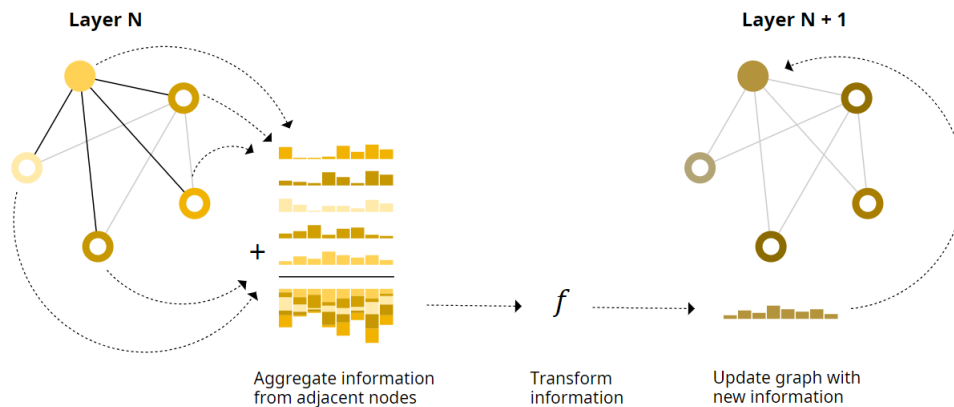 Layer N
Layer N + 1
+
f
Aggregate information
from adjacent nodes
Transform
information
Update graph with
new information